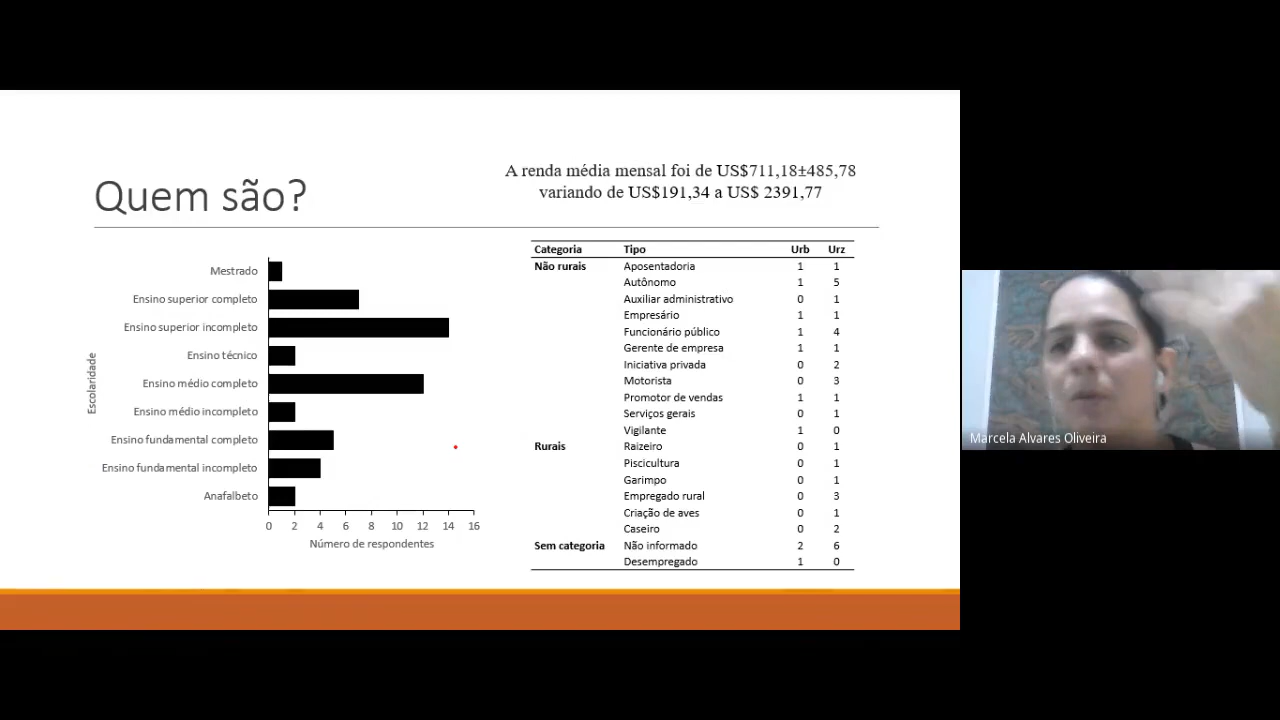 Quem são?
A renda média mensal foi de US$711,18±485,78
variando de US$191,34 a US$ 2391,77
Escolaridade
Mestrado
Ensino superior completo
Ensino superior incompleto
Ensino técnico
Ensino médio completo
Ensino médio incompleto
Ensino fundamental completo
Ensino fundamental incompleto
Anafalbeto
0 2 4 6 8 10 12 14 16
Número de respondentes
Categoria Tipo Urb Urz
Não rurais Aposentadoria 1 1
Autônomo 1 5
Auxiliar administrativo 0 1
Empresário 1 1
Funcionário público 1 4
Gerente de empresa 1 1
Iniciativa privada 0 2
Motorista 0 3
Promotor de vendas 1 1
Serviços gerais 0 1
Vigilante 1 0
Rurais Raizeiro 0 1
Piscicultura 0 1
Garimpo 0 1
Empregado rural 0 3
Criação de aves 0 1
Caseiro 0 2
Sem categoria Não informado 2 6
Desempregado 1 0
Marcela Alvares Oliveira